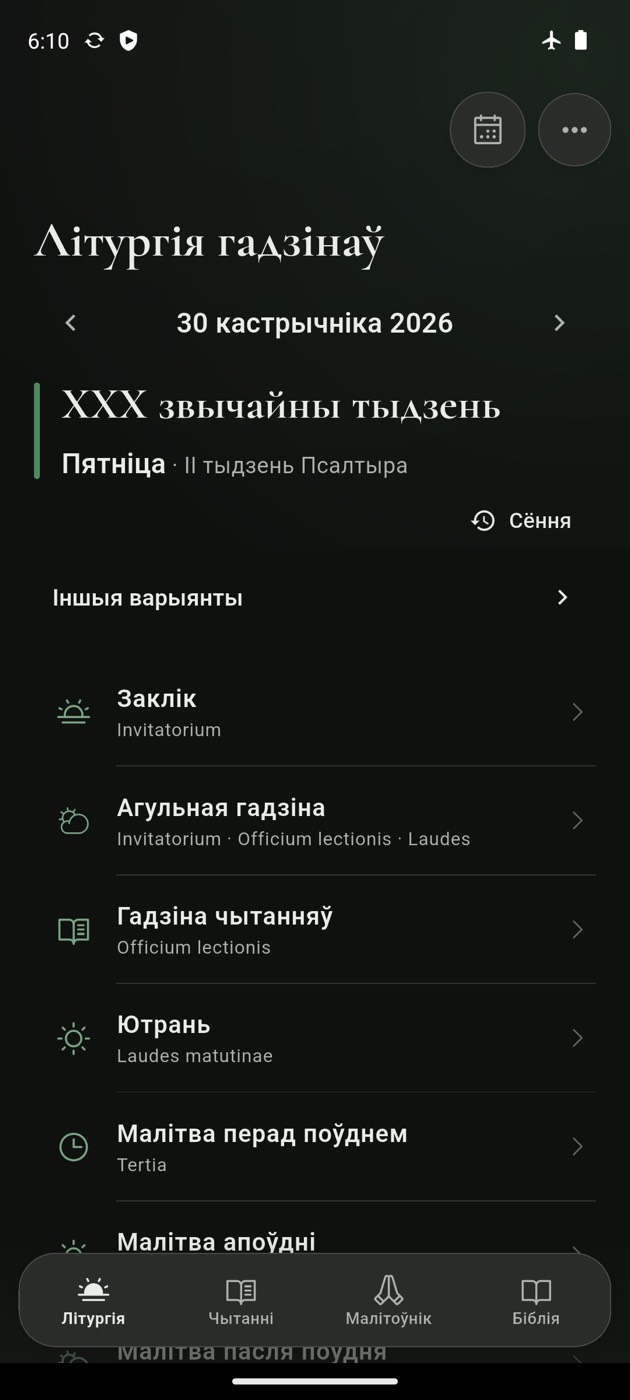 6:10
Літургія гадзінаў
30 кастрычніка 2026
XXX звычайны тыдзень
Пятніца · II тыдзень Псалтыра
Сёння
Іншыя варыянты
Заклік
Invitatorium
Агульная гадзіна
Invitatorium · Officium lectionis · Laudes
Гадзіна чытанняў
Officium lectionis
Ютрань
Laudes matutinae
Малітва перад поўднем
Tertia
Малітва апоўдні
Літургія
Чытанні
Малітоўнік
Біблія
Малітва пасля поўдня